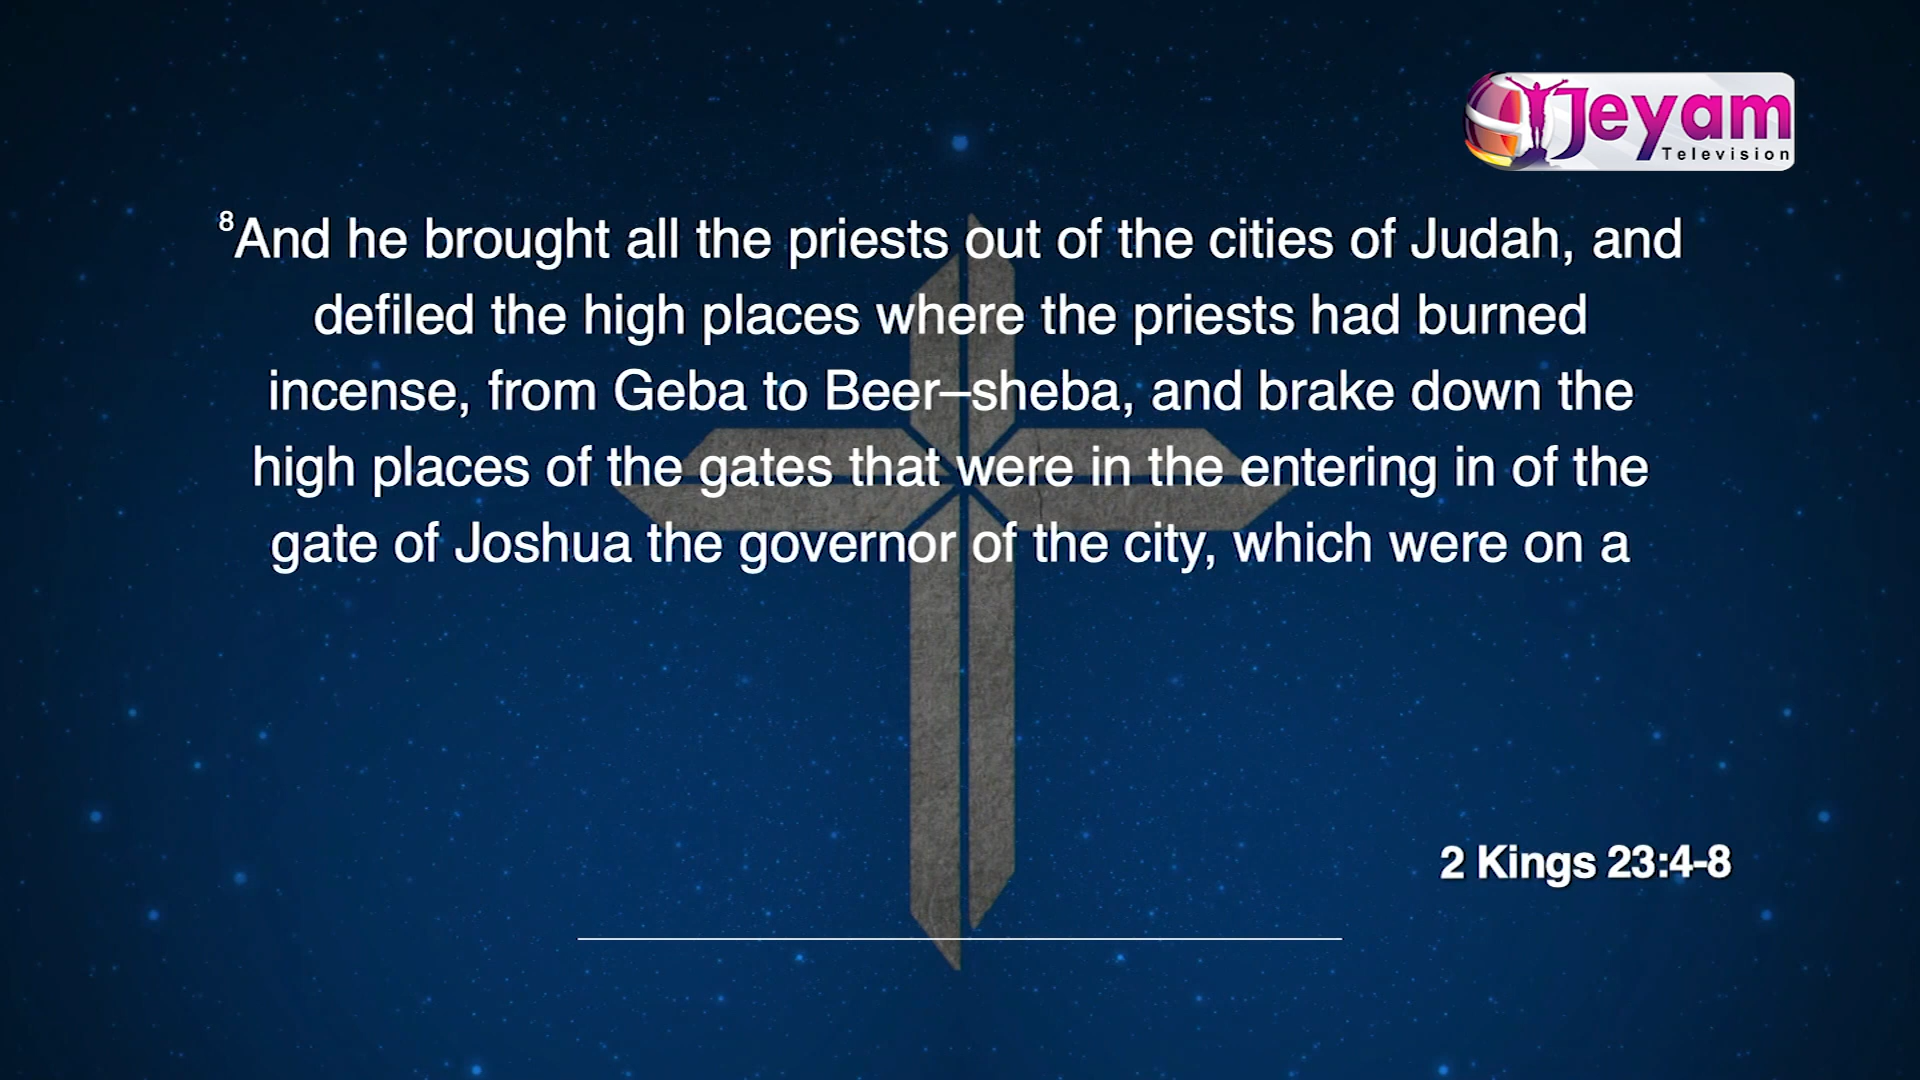 Jeyam
Television
⁸And he brought all the priests out of the cities of Judah, and
defiled the high places where the priests had burned
incense, from Geba to Beer–sheba, and brake down the
high places of the gates that were in the entering in of the
gate of Joshua the governor of the city, which were on a
2 Kings 23:4-8